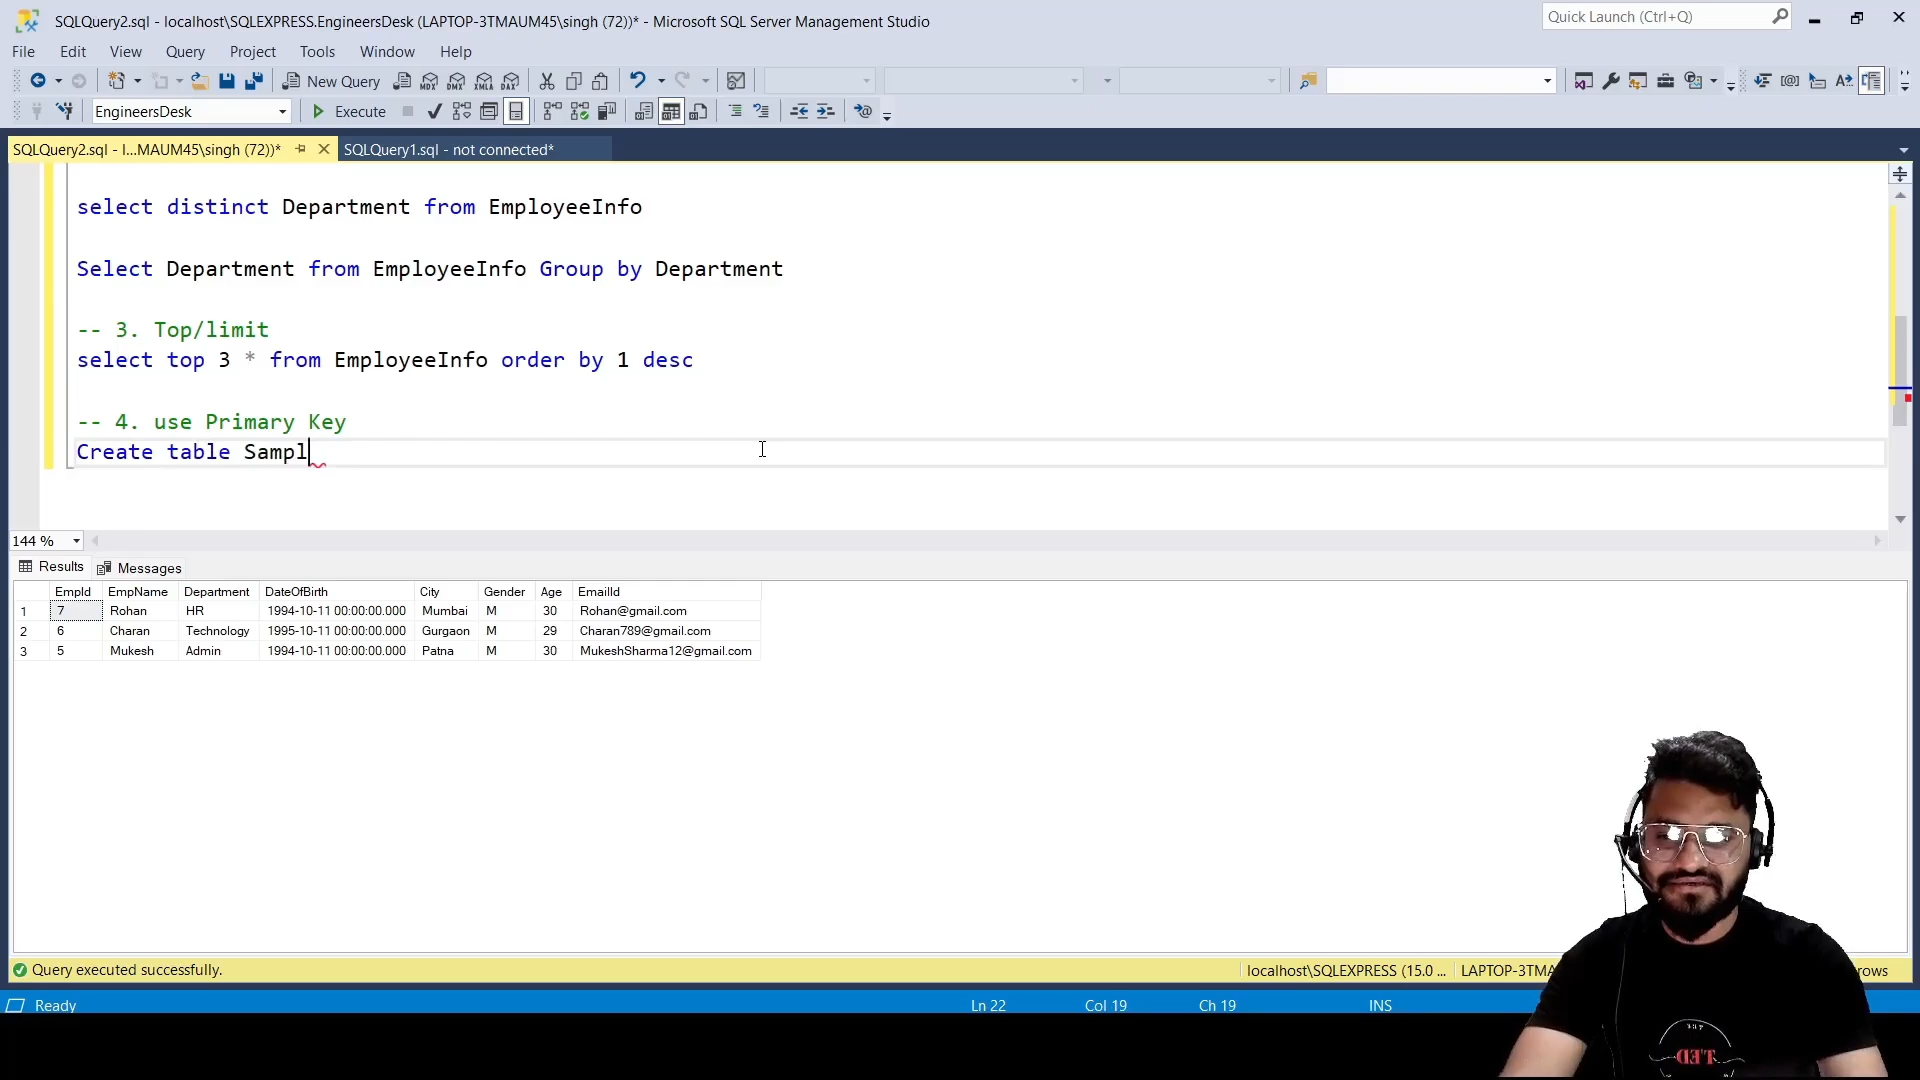 SQLQuery2.sql - localhost\SQLEXPRESS.EngineersDesk (LAPTOP-3TMAUM45\singh (72))* - Microsoft SQL Server Management Studio
Quick Launch (Ctrl+Q)
File Edit View Query Project Tools Window Help
New Query
EngineersDesk Execute
SQLQuery2.sql - l...MAUM45\singh (72))* SQLQuery1.sql - not connected*
select distinct Department from EmployeeInfo
Select Department from EmployeeInfo Group by Department
-- 3. Top/limit
select top 3 * from EmployeeInfo order by 1 desc
-- 4. use Primary Key
Create table Sampl
144 %
Results Messages
EmpId EmpName Department DateOfBirth City Gender Age EmailId
1 7 Rohan HR 1994-10-11 00:00:00.000 Mumbai M 30 Rohan@gmail.com
2 6 Charan Technology 1995-10-11 00:00:00.000 Gurgaon M 29 Charan789@gmail.com
3 5 Mukesh Admin 1994-10-11 00:00:00.000 Patna M 30 MukeshSharma12@gmail.com
Query executed successfully. localhost\SQLEXPRESS (15.0 ... LAPTOP-3TMA rows
Ready Ln 22 Col 19 Ch 19 INS